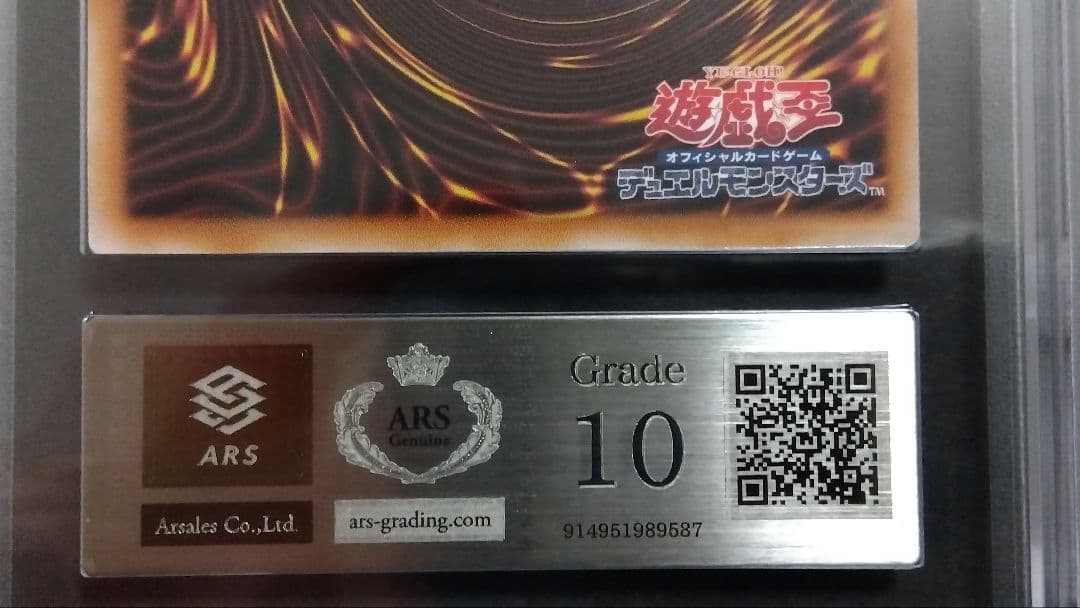 YU-GI-OH!
遊戯王
オフィシャルカードゲーム
デュエルモンスターズ™
ARS
Arsales Co.,Ltd.
ARS
Genuine
ars-grading.com
Grade
10
914951989587